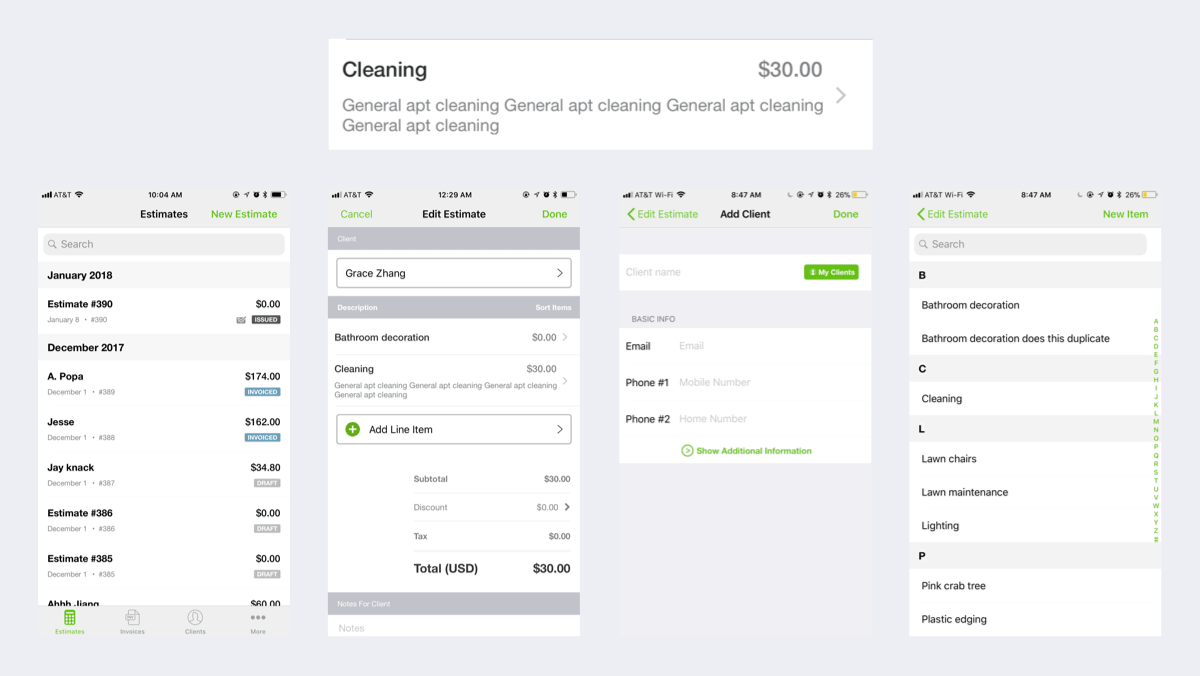 Cleaning $30.00
General apt cleaning General apt cleaning General apt cleaning
General apt cleaning
AT&T 10:04 AM
Estimates New Estimate
Search
January 2018
Estimate #390 $0.00
January 8 • #390 ISSUED
December 2017
A. Popa $174.00
December 1 • #389 INVOICED
Jesse $162.00
December 1 • #388 INVOICED
Jay knack $34.80
December 1 • #387 DRAFT
Estimate #386 $0.00
December 1 • #386 DRAFT
Estimate #385 $0.00
December 1 • #385 DRAFT
Ahhh Jiang $60.00
Estimates Invoices Clients More
AT&T 12:29 AM
Cancel Edit Estimate Done
Client
Grace Zhang
Description Sort Items
Bathroom decoration $0.00
Cleaning $30.00
General apt cleaning General apt cleaning General apt cleaning
General apt cleaning
Add Line Item
Subtotal $30.00
Discount $0.00
Tax $0.00
Total (USD) $30.00
Notes For Client
Notes
AT&T Wi-Fi 8:47 AM 26%
Edit Estimate Add Client Done
Client name My Clients
BASIC INFO
Email Email
Phone #1 Mobile Number
Phone #2 Home Number
Show Additional Information
AT&T Wi-Fi 8:47 AM 26%
Edit Estimate New Item
Search
B
Bathroom decoration
Bathroom decoration does this duplicate
C
Cleaning
L
Lawn chairs
Lawn maintenance
Lighting
P
Pink crab tree
Plastic edging
A
B
C
D
E
F
G
H
I
J
K
L
M
N
O
P
Q
R
S
T
U
V
W
X
Y
Z
#